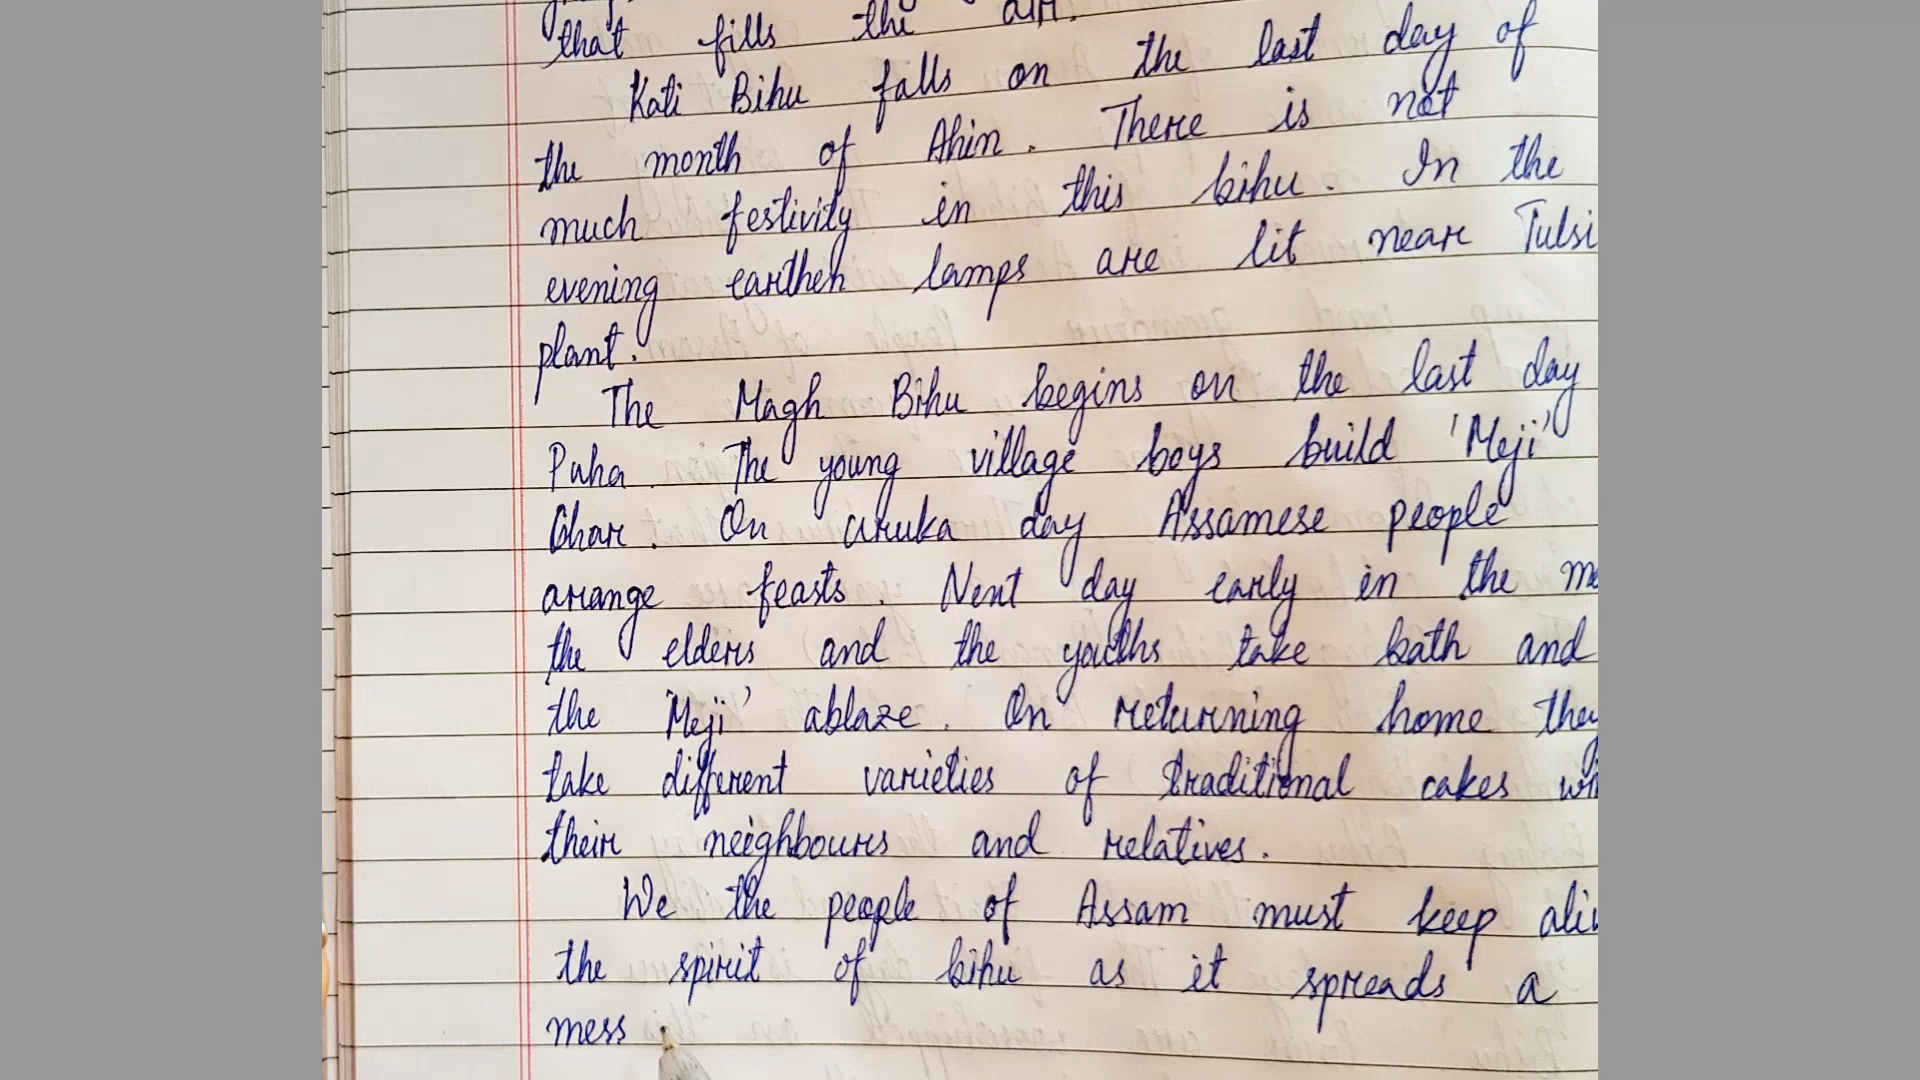 that fills the air.
Kati Bihu falls on the last day of
the month of Ahin. There is not
much festivity in this bihu. In the
evening earthen lamps are lit near Tulsi
plant.
The Magh Bihu begins on the last day
Puha. The young village boys build 'Meji'
Ghar. On uruka day Assamese people
arange feasts. Next day early in the
the elders and the youths take bath and
the 'Meji' ablaze. On returning home they
take different varieties of traditional cakes
their neighbours and relatives.
We the people of Assam must keep
the spirit of bihu as it spreads a
mess